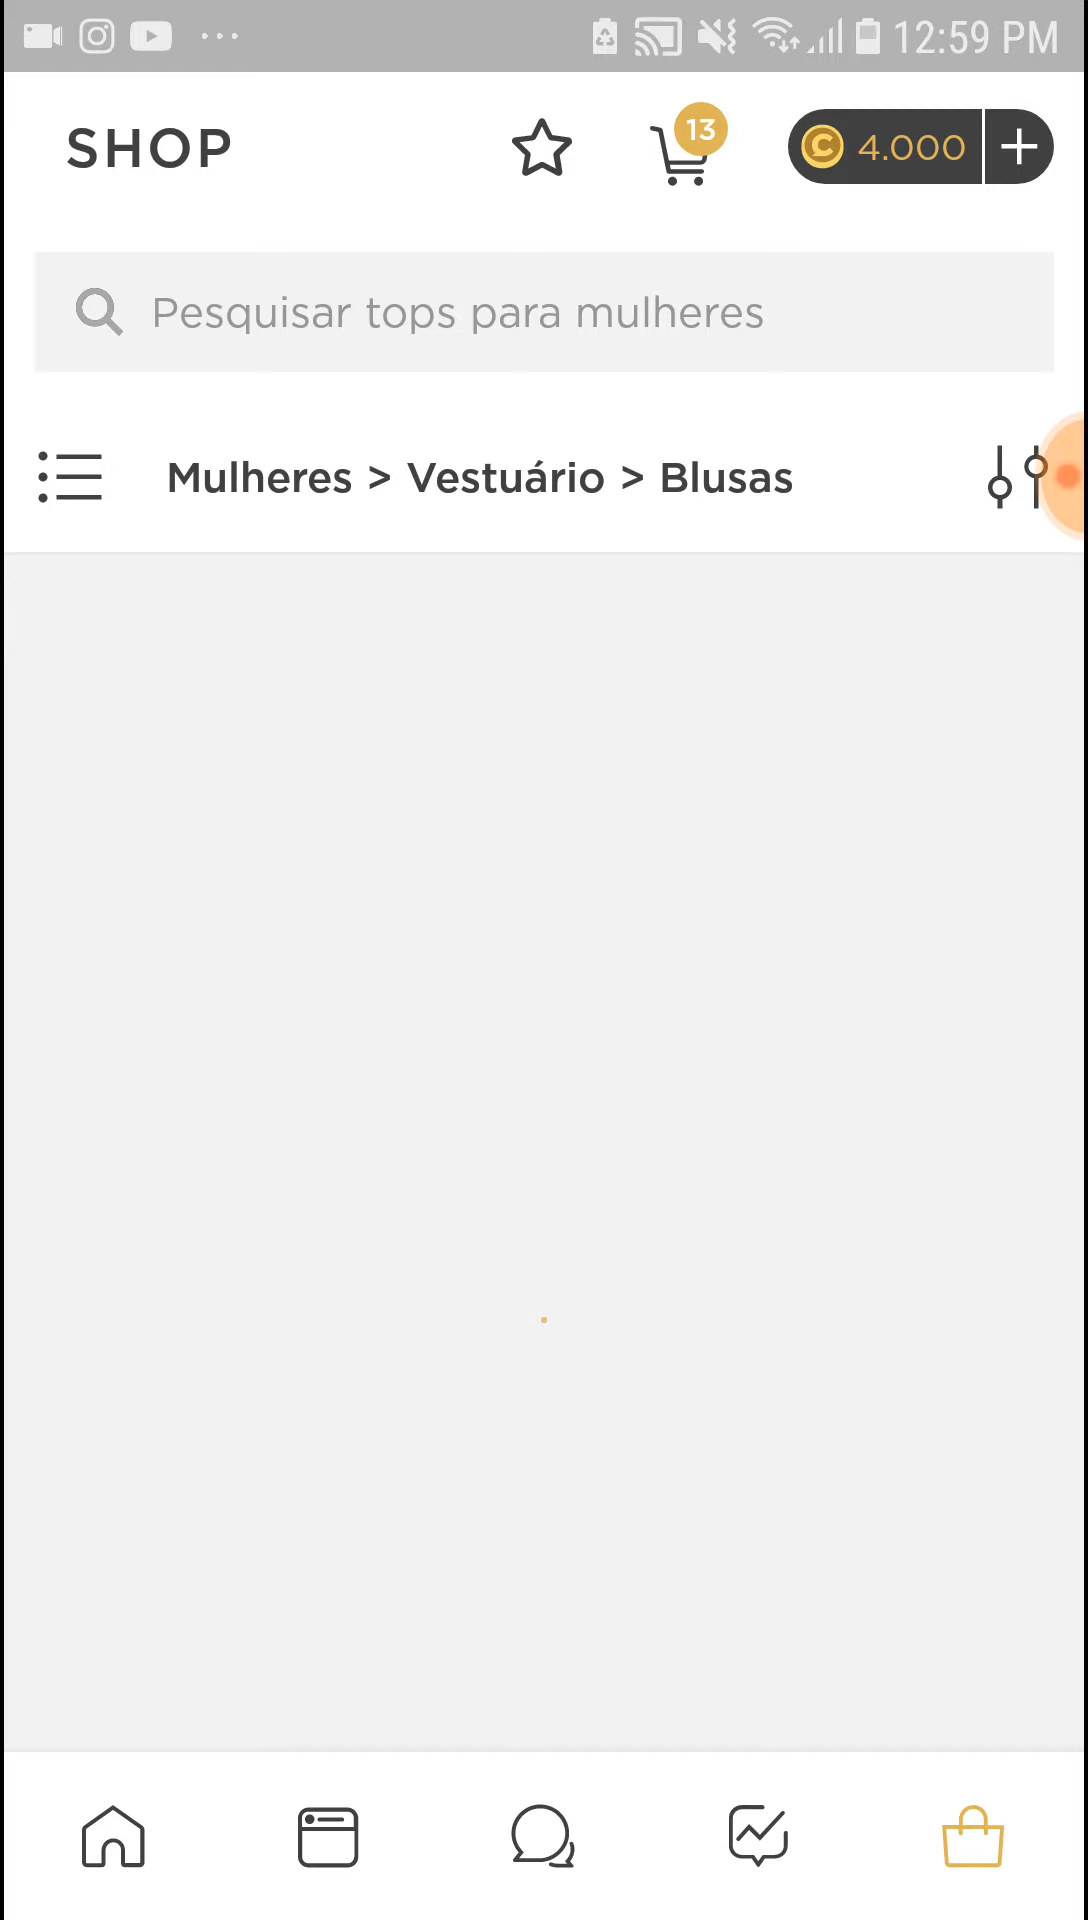 12:59 PM
SHOP
13
4.000
Pesquisar tops para mulheres
Mulheres > Vestuário > Blusas